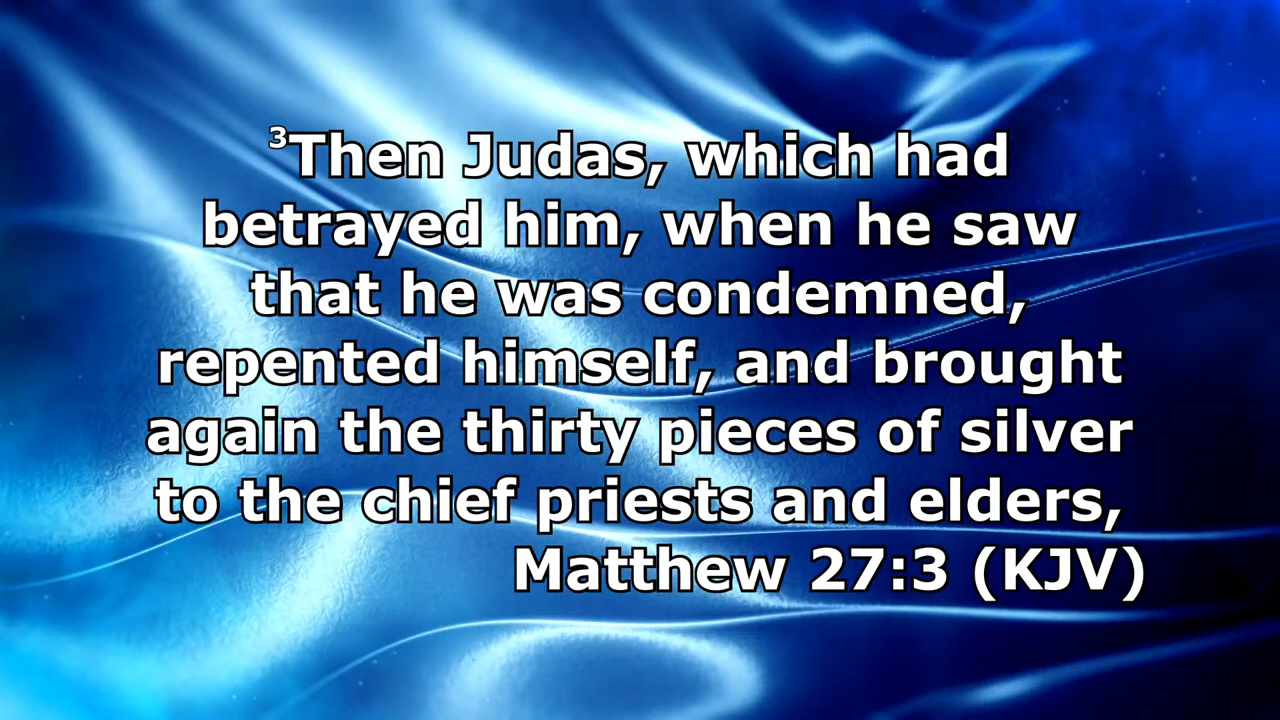 ³Then Judas, which had
betrayed him, when he saw
that he was condemned,
repented himself, and brought
again the thirty pieces of silver
to the chief priests and elders,
Matthew 27:3 (KJV)